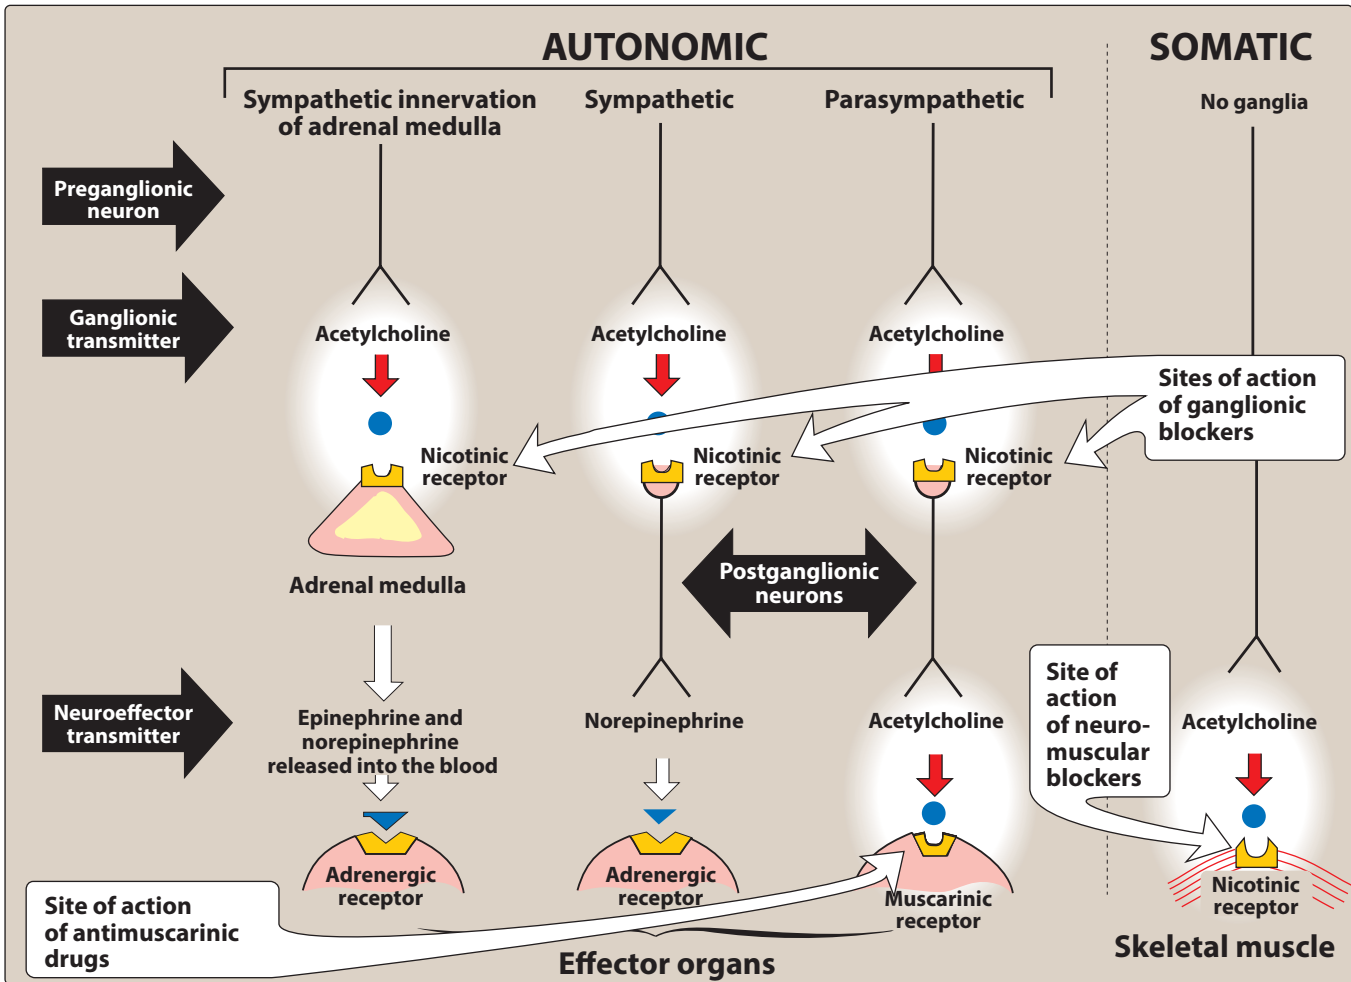 AUTONOMIC
SOMATIC
Sympathetic innervation
of adrenal medulla
Sympathetic
Parasympathetic
No ganglia
Preganglionic
neuron
Ganglionic
transmitter
Acetylcholine
Acetylcholine
Acetylcholine
Sites of action
of ganglionic
blockers
Nicotinic
receptor
Nicotinic
receptor
Nicotinic
receptor
Adrenal medulla
Postganglionic
neurons
Neuroeffector
transmitter
Epinephrine and
norepinephrine
released into the blood
Norepinephrine
Acetylcholine
Site of
action
of neuro-
muscular
blockers
Acetylcholine
Adrenergic
receptor
Adrenergic
receptor
Muscarinic
receptor
Nicotinic
receptor
Site of action
of antimuscarinic
drugs
Effector organs
Skeletal muscle